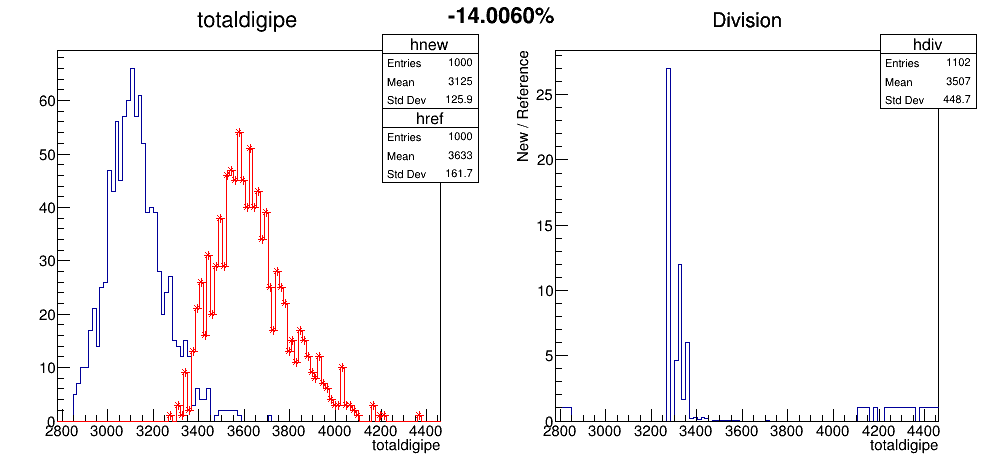 -14.0060%
totaldigipe
hnew
Entries 1000
Mean 3125
Std Dev 125.9
href
Entries 1000
Mean 3633
Std Dev 161.7
60
50
40
30
20
10
0
2800 3000 3200 3400 3600 3800 4000 4200 4400
totaldigipe
Division
hdiv
Entries 1102
Mean 3507
Std Dev 448.7
New / Reference
25
20
15
10
5
0
2800 3000 3200 3400 3600 3800 4000 4200 4400
totaldigipe